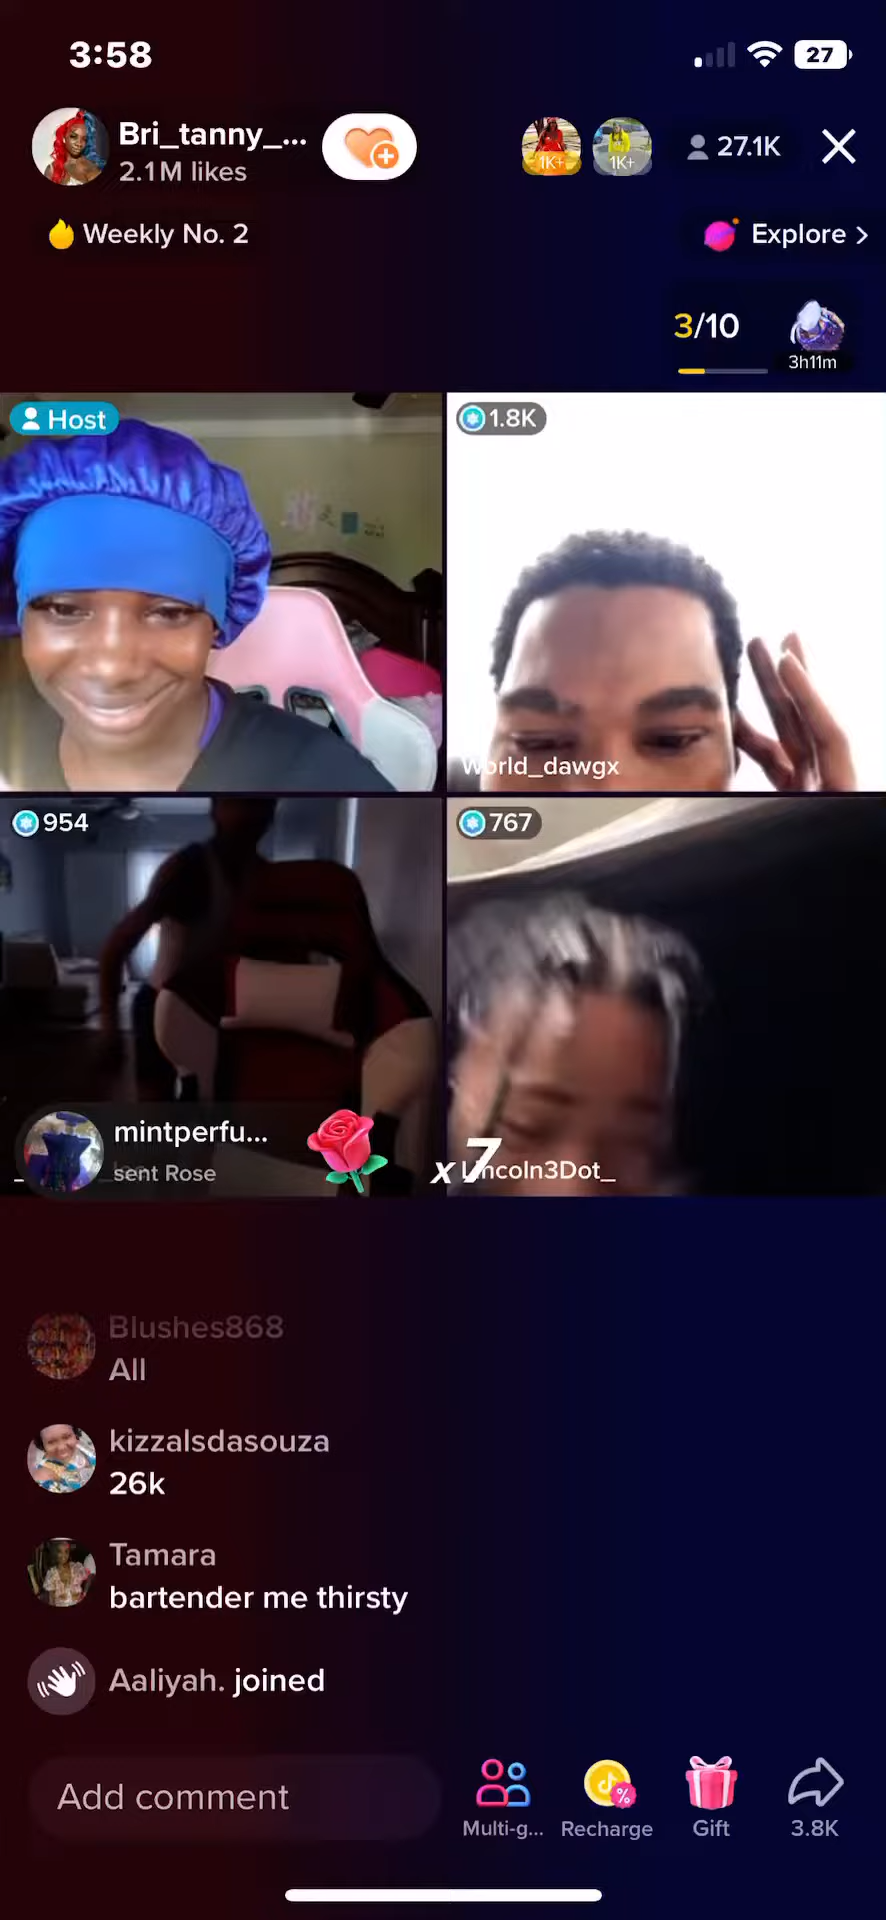 3:58
27
Bri_tanny_...
2.1M likes
1K+
1K+
27.1K
Weekly No. 2
Explore >
3/10
3h11m
Host
1.8K
World_dawgx
954
767
mintperfu...
sent Rose
x 7
Lincoln3Dot_
Blushes868
All
kizzalsdasouza
26k
Tamara
bartender me thirsty
Aaliyah. joined
Add comment
Multi-g...
Recharge
Gift
3.8K